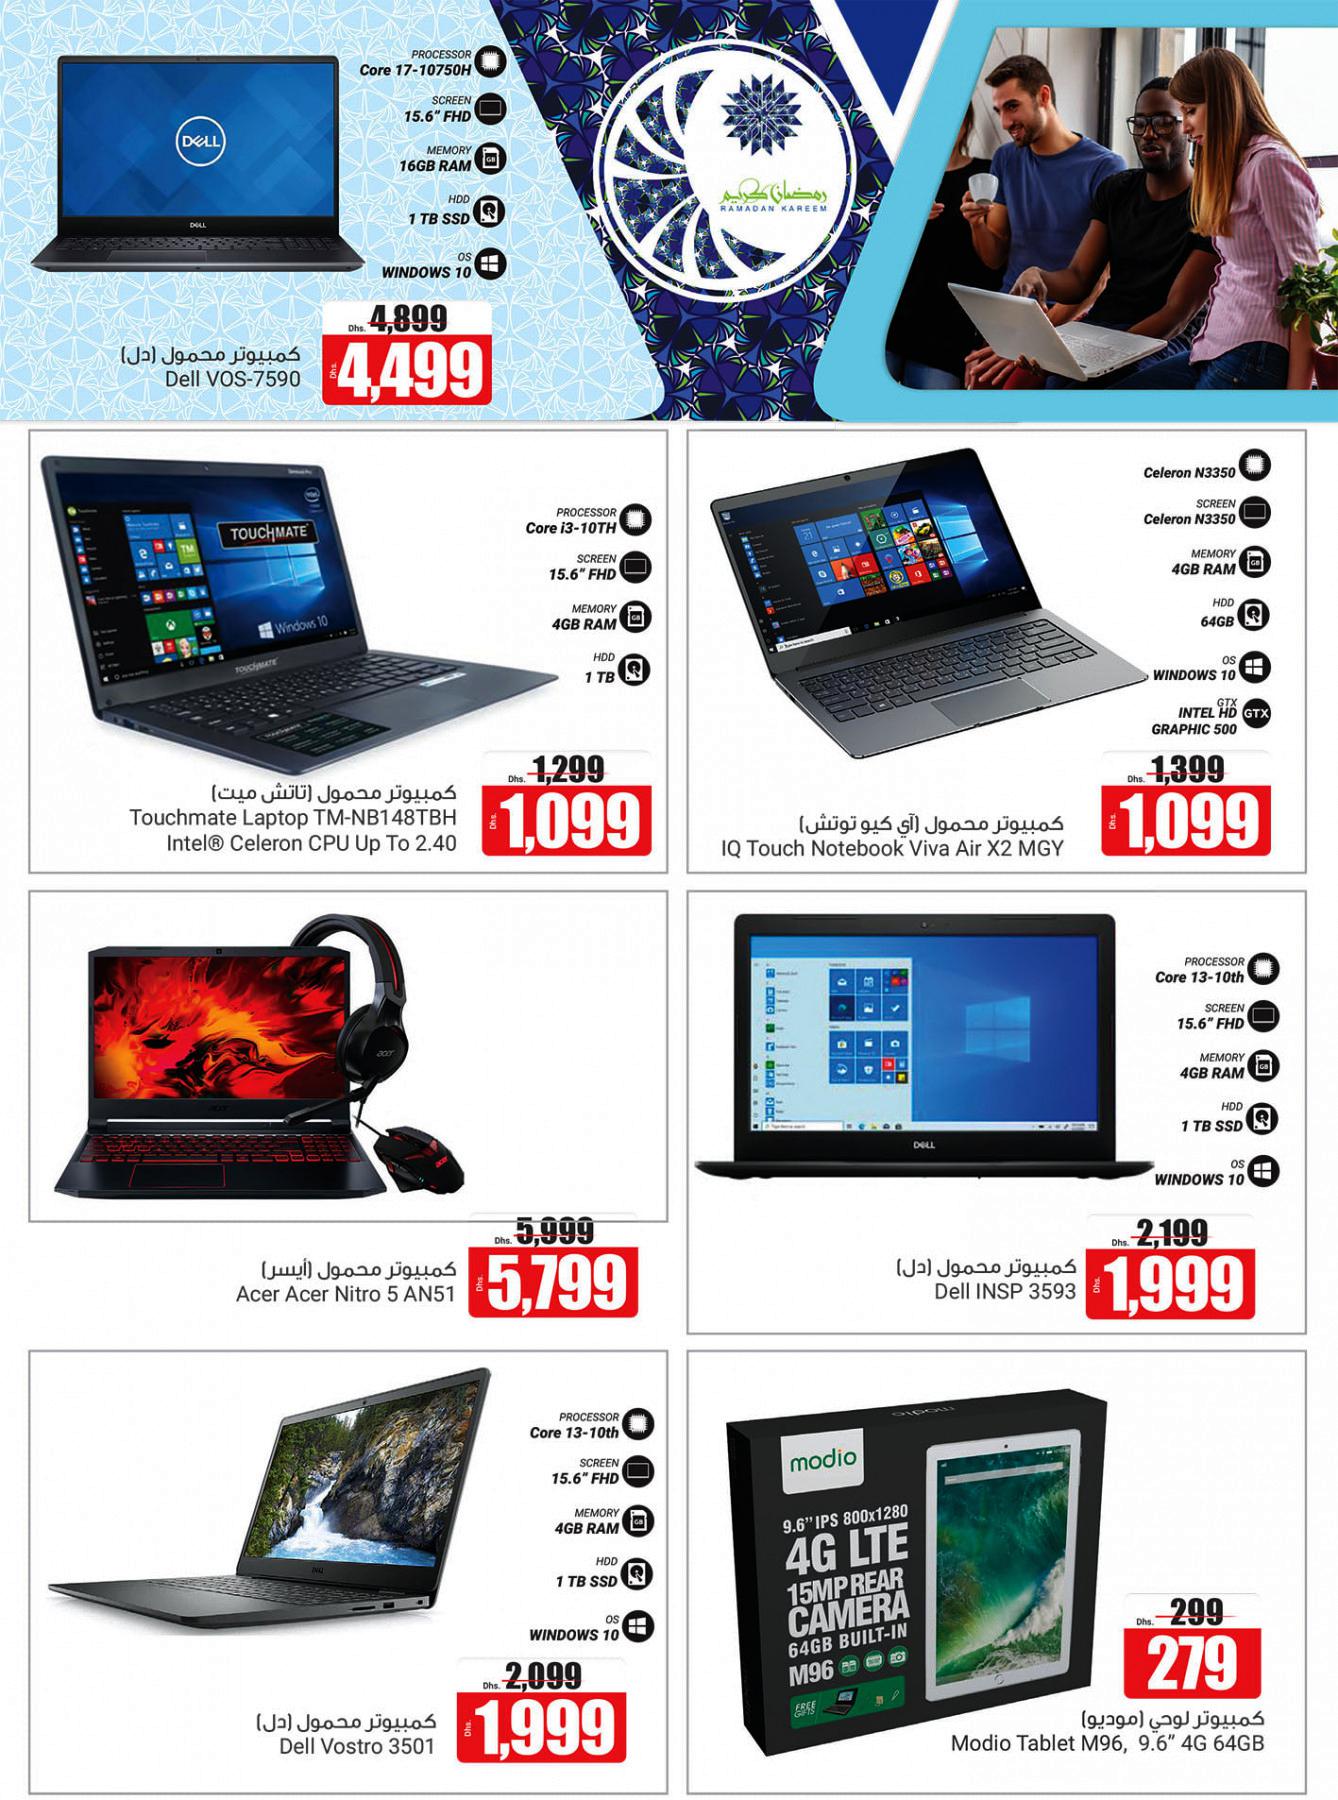 DELL
DELL
PROCESSOR
Core 17-10750H
SCREEN
15.6” FHD
MEMORY
16GB RAM
HDD
1 TB SSD
OS
WINDOWS 10
رمضان كريم
RAMADAN KAREEM
Dhs. 4,899
Dhs. 4,499
كمبيوتر محمول (دل)
Dell VOS-7590
TOUCHMATE
Windows 10
TOUCHMATE
PROCESSOR
Core i3-10TH
SCREEN
15.6” FHD
MEMORY
4GB RAM
HDD
1 TB
Dhs. 1,299
Dhs. 1,099
كمبيوتر محمول (تاتش ميت)
Touchmate Laptop TM-NB148TBH
Intel® Celeron CPU Up To 2.40
Celeron N3350
SCREEN
Celeron N3350
MEMORY
4GB RAM
HDD
64GB
OS
WINDOWS 10
GTX
INTEL HD
GRAPHIC 500
GTX
Dhs. 1,399
Dhs. 1,099
كمبيوتر محمول (آي كيو توتش)
IQ Touch Notebook Viva Air X2 MGY
acer
acer
Dhs. 5,999
Dhs. 5,799
كمبيوتر محمول (أيسر)
Acer Acer Nitro 5 AN51
DELL
PROCESSOR
Core 13-10th
SCREEN
15.6” FHD
MEMORY
4GB RAM
HDD
1 TB SSD
OS
WINDOWS 10
Dhs. 2,199
Dhs. 1,999
كمبيوتر محمول (دل)
Dell INSP 3593
DELL
PROCESSOR
Core 13-10th
SCREEN
15.6” FHD
MEMORY
4GB RAM
HDD
1 TB SSD
OS
WINDOWS 10
Dhs. 2,099
Dhs. 1,999
كمبيوتر محمول (دل)
Dell Vostro 3501
modio
modio
9.6” IPS 800x1280
4G LTE
15MP REAR
CAMERA
64GB BUILT-IN
M96
FREE
GIFTS
Dhs. 299
279
كمبيوتر لوحي (موديو)
Modio Tablet M96, 9.6” 4G 64GB